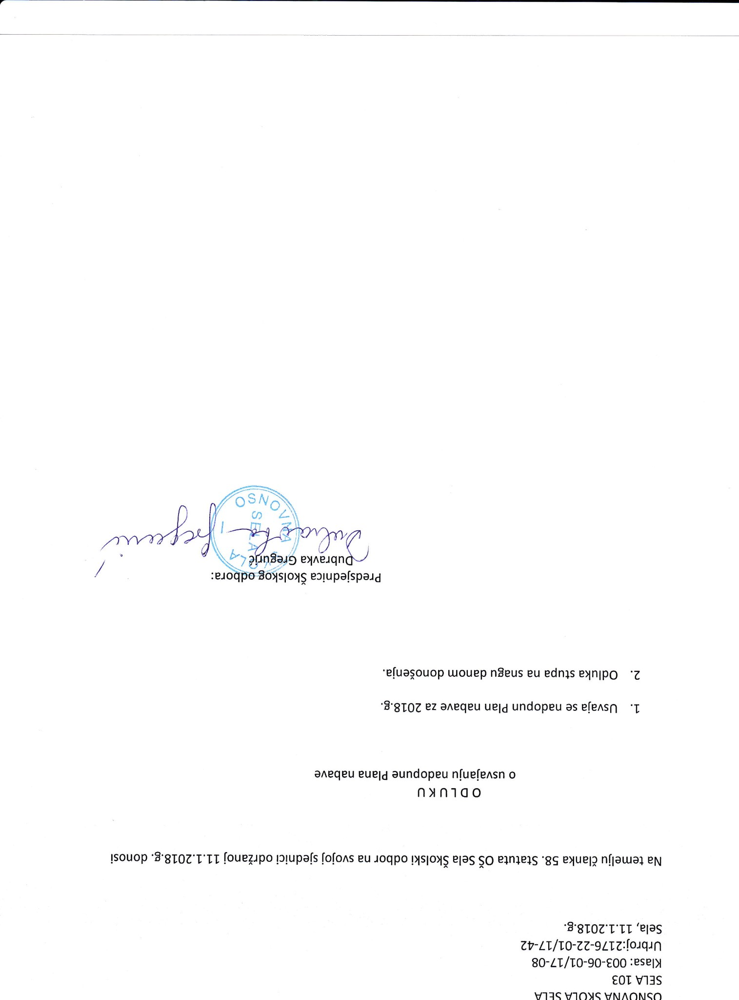 OSNOVNA ŠKOLA SELA
SELA 103
Klasa: 003-06-01/17-08
Urbroj:2176-22-01/17-42
Sela, 11.1.2018.g.
Na temelju članka 58. Statuta OŠ Sela Školski odbor na svojoj sjednici održanoj 11.1.2018.g. donosi
O D L U K U
o usvajanju nadopune Plana nabave
1. Usvaja se nadopun Plan nabave za 2018.g.
2. Odluka stupa na snagu danom donošenja.
Predsjednica Školskog odbora:
Dubravka Gregurić
Dubravka Gregurić
OSNOVNA ŠKOLA
SELA
1